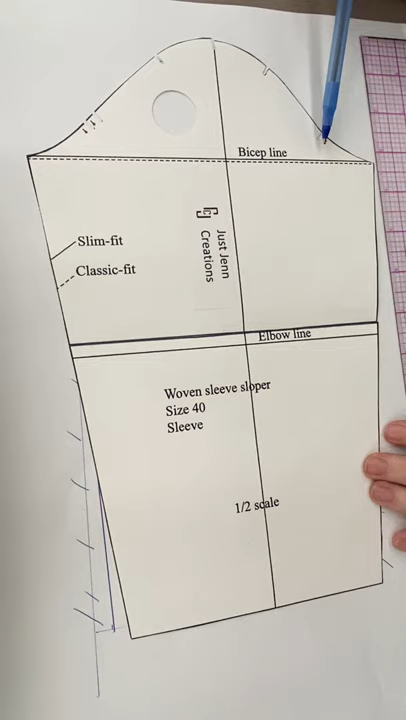 Bicep line
Slim-fit
Classic-fit
Just Jenn
Creations
Elbow line
Woven sleeve sloper
Size 40
Sleeve
1/2 scale